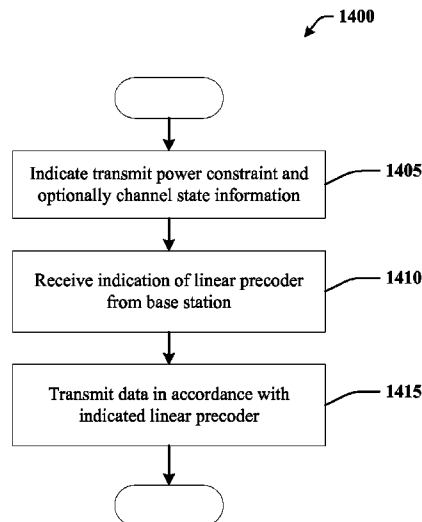 1400
Indicate transmit power constraint and
optionally channel state information
1405
Receive indication of linear precoder
from base station
1410
Transmit data in accordance with
indicated linear precoder
1415